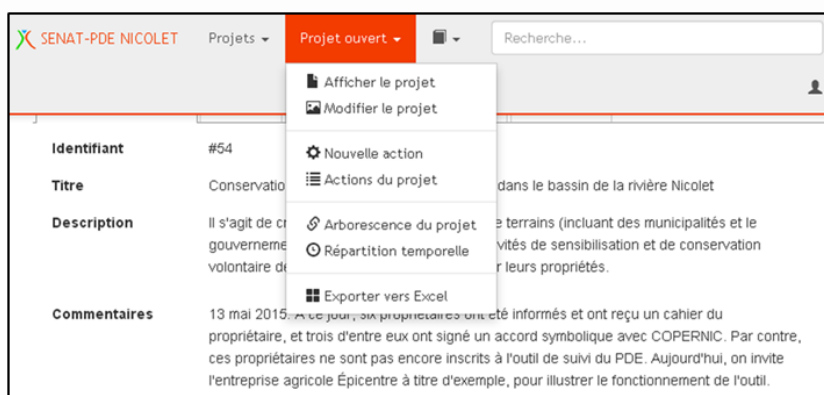 SENAT-PDE NICOLET Projets Projet ouvert Recherche...
Afficher le projet
Modifier le projet
Nouvelle action
Actions du projet
Arborescence du projet
Répartition temporelle
Exporter vers Excel
Identifiant #54
Titre Conservatio dans le bassin de la rivière Nicolet
Description Il s'agit de c e terrains (incluant des municipalités et le
gouverneme vités de sensibilisation et de conservation
volontaire d r leurs propriétés.
Commentaires 13 mai 2015. A ce jour, six propriétaires ont été informés et ont reçu un cahier du
propriétaire, et trois d'entre eux ont signé un accord symbolique avec COPERNIC. Par contre,
ces propriétaires ne sont pas encore inscrits à l'outil de suivi du PDE. Aujourd'hui, on invite
l'entreprise agricole Épicentre à titre d'exemple, pour illustrer le fonctionnement de l'outil.